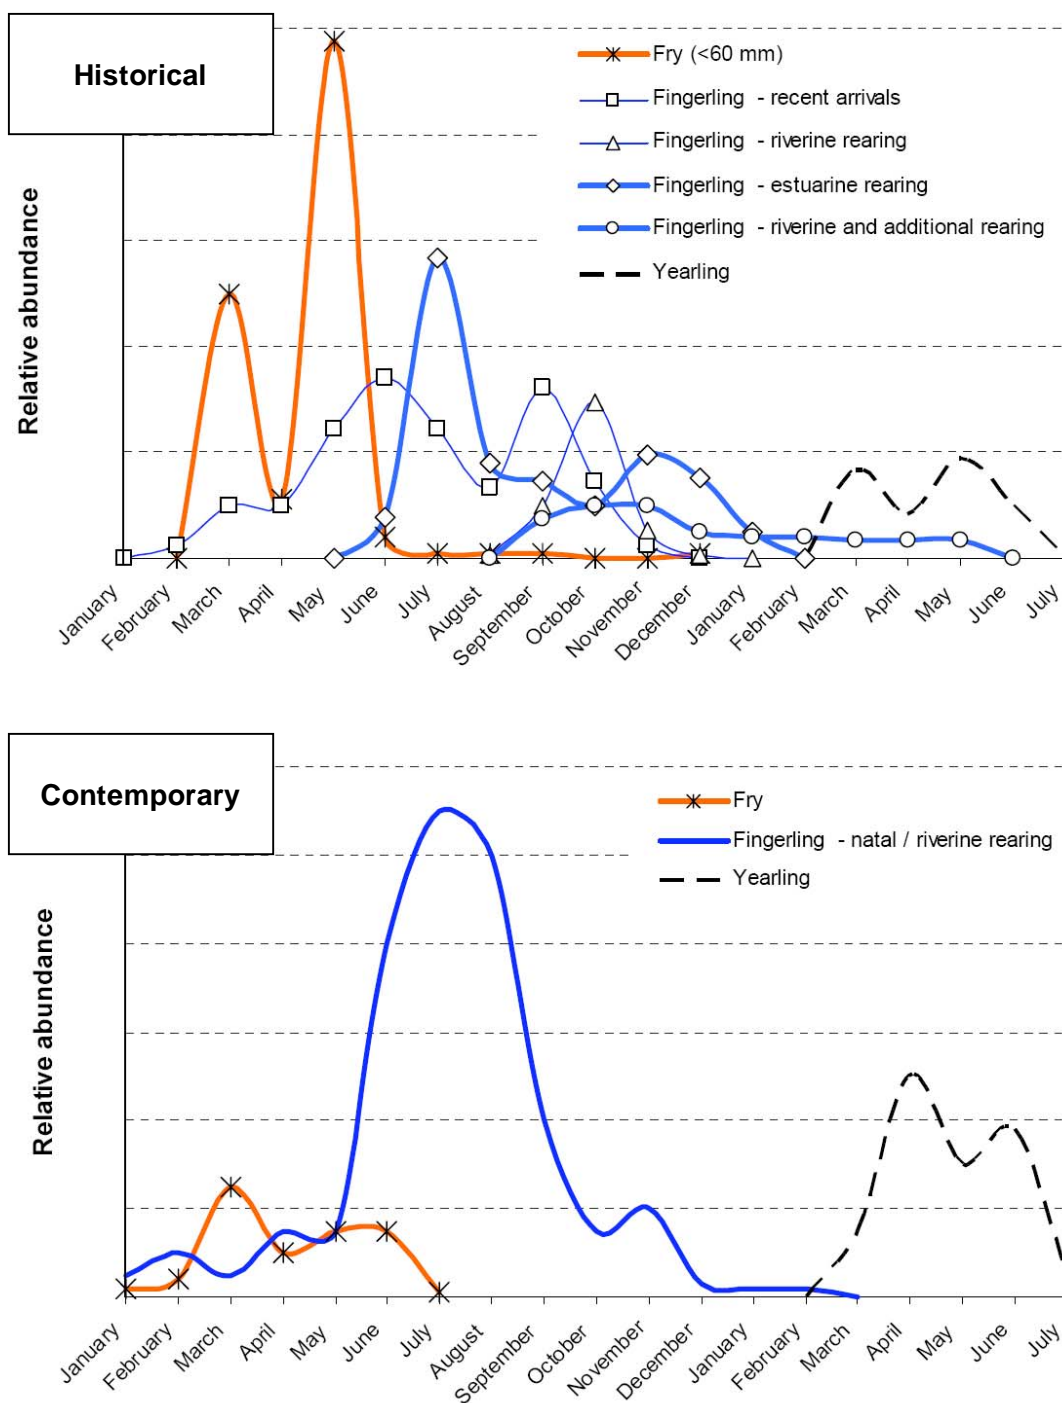 Historical
Fry (<60 mm)
Fingerling - recent arrivals
Fingerling - riverine rearing
Fingerling - estuarine rearing
Fingerling - riverine and additional rearing
Yearling
Relative abundance
January
February
March
April
May
June
July
August
September
October
November
December
January
February
March
April
May
June
July
Contemporary
Fry
Fingerling - natal / riverine rearing
Yearling
Relative abundance
January
February
March
April
May
June
July
August
September
October
November
December
January
February
March
April
May
June
July